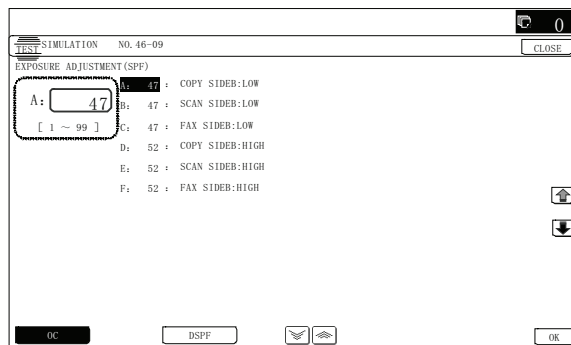 0
TEST SIMULATION NO.46-09 CLOSE
EXPOSURE ADJUSTMENT(SPF)
A: 47
[ 1 ~ 99 ]
A: 47 : COPY SIDEB:LOW
B: 47 : SCAN SIDEB:LOW
C: 47 : FAX SIDEB:LOW
D: 52 : COPY SIDEB:HIGH
E: 52 : SCAN SIDEB:HIGH
F: 52 : FAX SIDEB:HIGH
OC DSPF OK